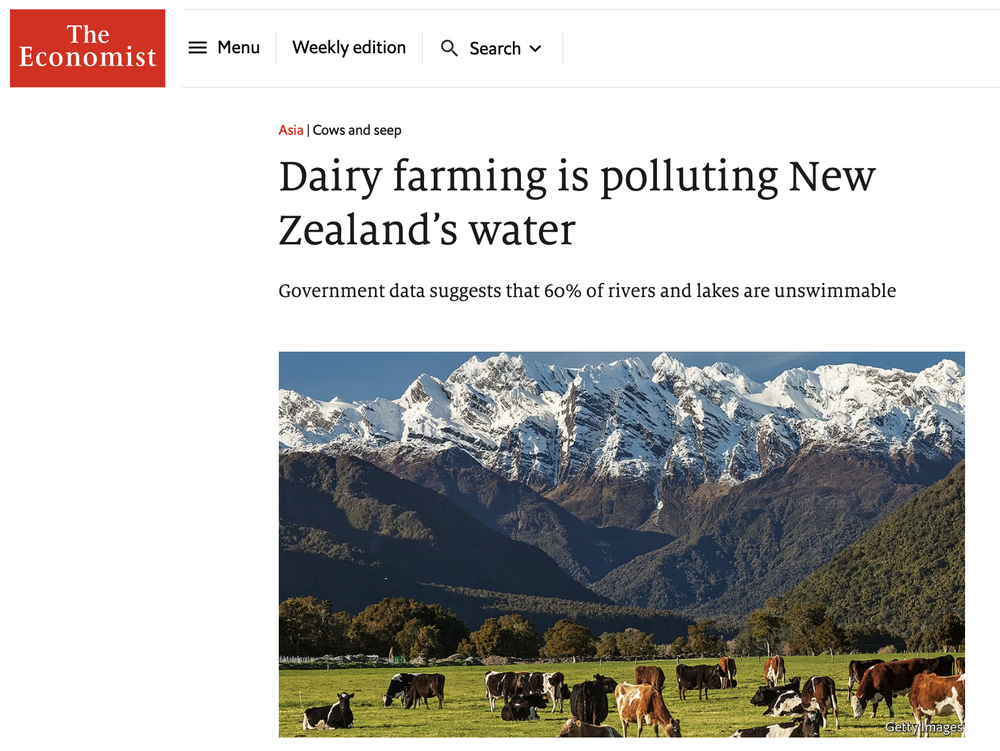 The
Economist
Menu
Weekly edition
Search
Asia | Cows and seep
Dairy farming is polluting New
Zealand’s water
Government data suggests that 60% of rivers and lakes are unswimmable
Getty Images